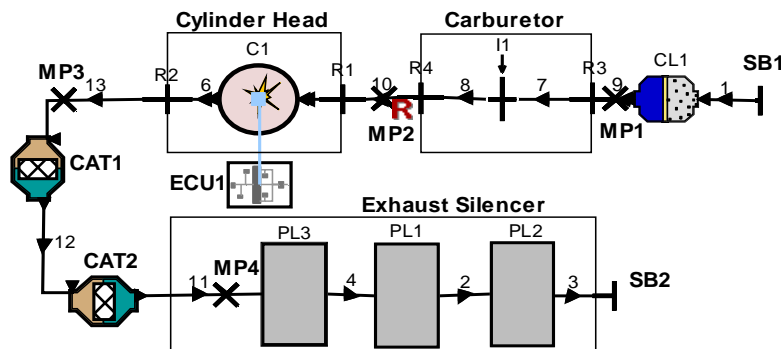 Cylinder Head
Carburetor
C1
I1
CL1
SB1
MP3
13
R2
6
R1
10
R4
8
7
R3
9
1
R
MP2
MP1
CAT1
ECU1
Exhaust Silencer
12
PL3
PL1
PL2
CAT2
11
MP4
4
2
3
SB2